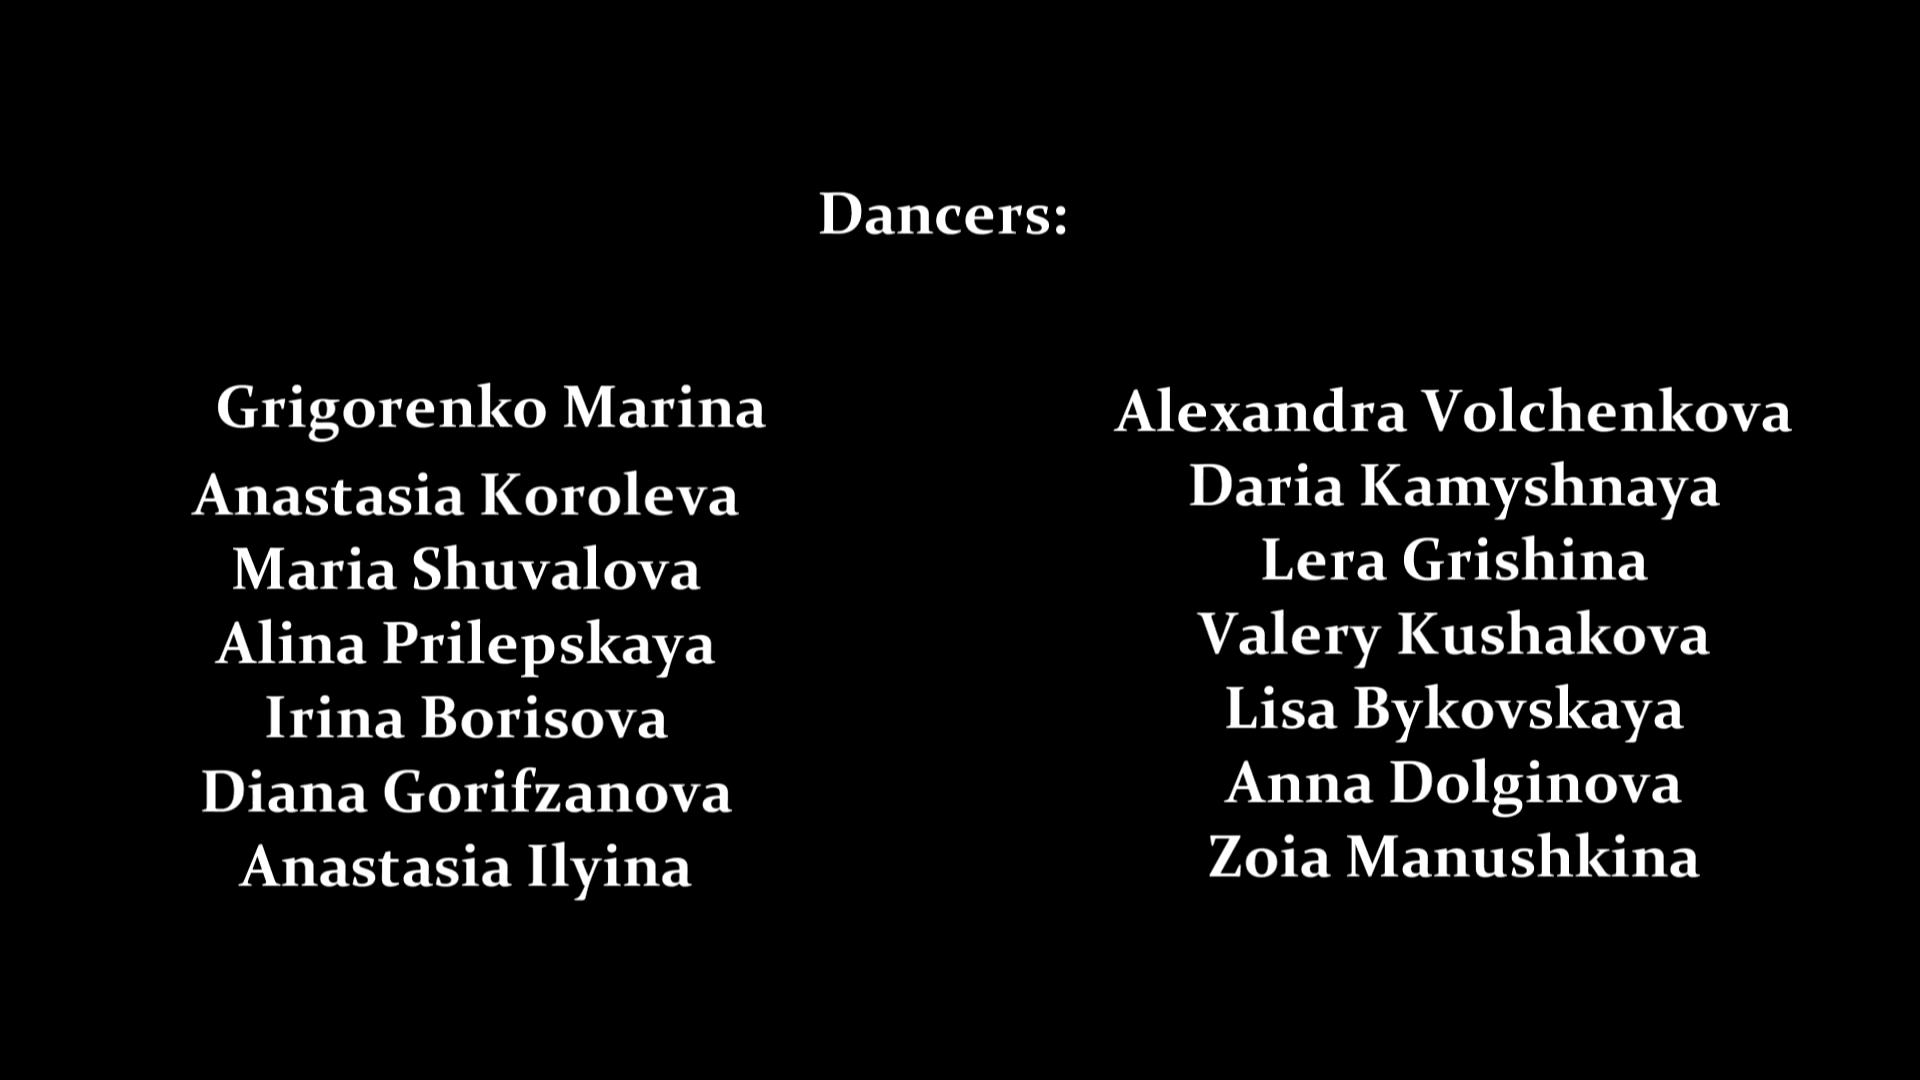 Dancers:
Grigorenko Marina
Anastasia Koroleva
Maria Shuvalova
Alina Prilepskaya
Irina Borisova
Diana Gorifzanova
Anastasia Ilyina
Alexandra Volchenkova
Daria Kamyshnaya
Lera Grishina
Valery Kushakova
Lisa Bykovskaya
Anna Dolginova
Zoia Manushkina